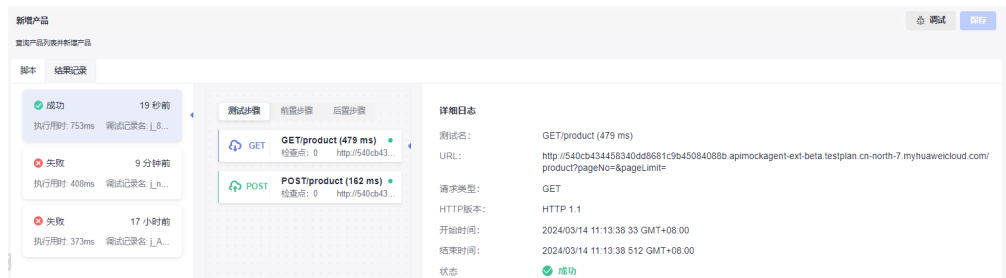 新增产品
调试 保存
查询产品列表并新增产品
脚本 结果记录
成功 19 秒前
执行用时: 753ms 调试记录名: j_8...
失败 9 分钟前
执行用时: 408ms 调试记录名: j_n...
失败 17 小时前
执行用时: 373ms 调试记录名: j_A...
测试步骤 前置步骤 后置步骤
GET GET/product (479 ms)
检查点: 0 http://540cb43...
POST POST/product (162 ms)
检查点: 0 http://540cb43...
详细日志
测试名: GET/product (479 ms)
URL: http://540cb434458340dd8681c9b45084088b.apimockagent-ext-beta.testplan.cn-north-7.myhuaweicloud.com/
product?pageNo=&pageLimit=
请求类型: GET
HTTP版本: HTTP 1.1
开始时间: 2024/03/14 11:13:38 33 GMT+08:00
结束时间: 2024/03/14 11:13:38 512 GMT+08:00
状态 成功